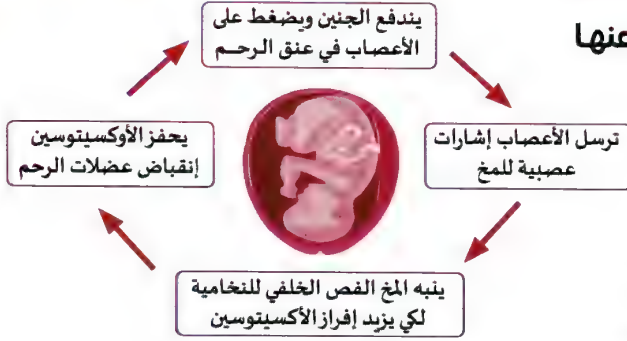 عنها
يندفع الجنين ويضغط على
الأعصاب في عنق الرحـــم
ترسل الأعصاب إشارات
عصبية للمخ
ينبه المخ الفص الخلفي للنخامية
لكي يزيد إفراز الأكسيتوسين
يحفز الأوكسيتوسين
إنقباض عضلات الرحم